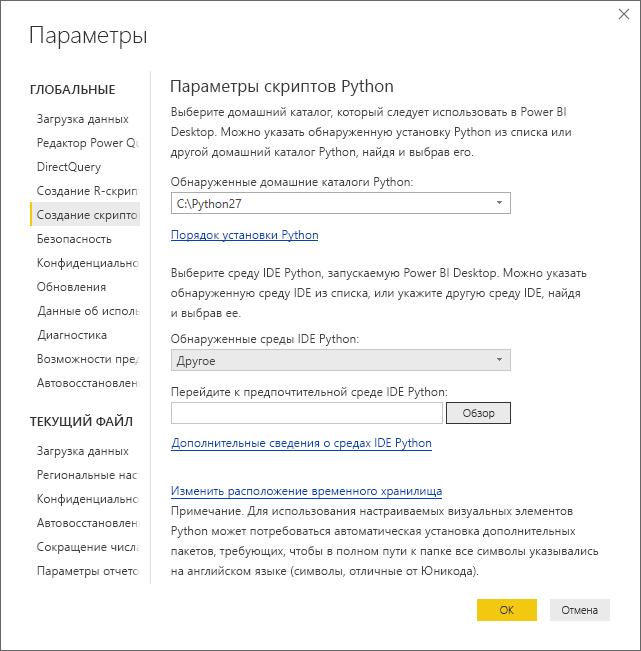 Параметры
ГЛОБАЛЬНЫЕ
Загрузка данных
Редактор Power Qu
DirectQuery
Создание R-скрип
Создание скрипто
Безопасность
Конфиденциально
Обновления
Данные об исполь
Диагностика
Возможности пред
Автовосстановлен
ТЕКУЩИЙ ФАЙЛ
Загрузка данных
Региональные наст
Конфиденциально
Автовосстановлен
Сокращение числа
Параметры отчето
Параметры скриптов Python
Выберите домашний каталог, который следует использовать в Power BI
Desktop. Можно указать обнаруженную установку Python из списка или
другой домашний каталог Python, найдя и выбрав его.
Обнаруженные домашние каталоги Python:
C:\Python27
Порядок установки Python
Выберите среду IDE Python, запускаемую Power BI Desktop. Можно указать
обнаруженную среду IDE из списка, или укажите другую среду IDE, найдя
и выбрав ее.
Обнаруженные среды IDE Python:
Другое
Перейдите к предпочтительной среде IDE Python:
Обзор
Дополнительные сведения о средах IDE Python
Изменить расположение временного хранилища
Примечание. Для использования настраиваемых визуальных элементов
Python может потребоваться автоматическая установка дополнительных
пакетов, требующих, чтобы в полном пути к папке все символы указывались
на английском языке (символы, отличные от Юникода).
ОК
Отмена